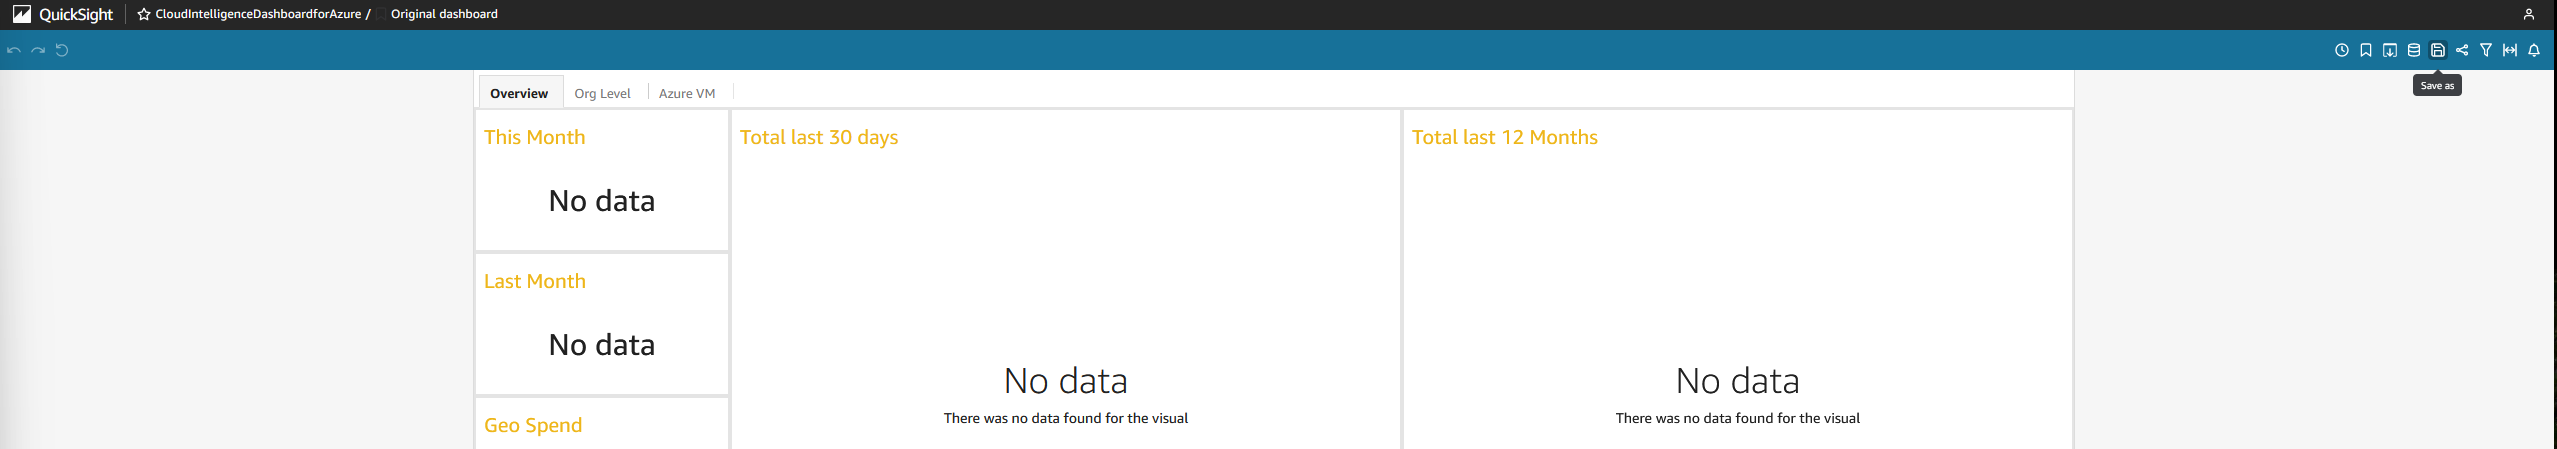 QuickSight CloudIntelligenceDashboardforAzure / Original dashboard
Save as
Overview Org Level Azure VM
This Month
No data
Last Month
No data
Geo Spend
Total last 30 days
No data
There was no data found for the visual
Total last 12 Months
No data
There was no data found for the visual